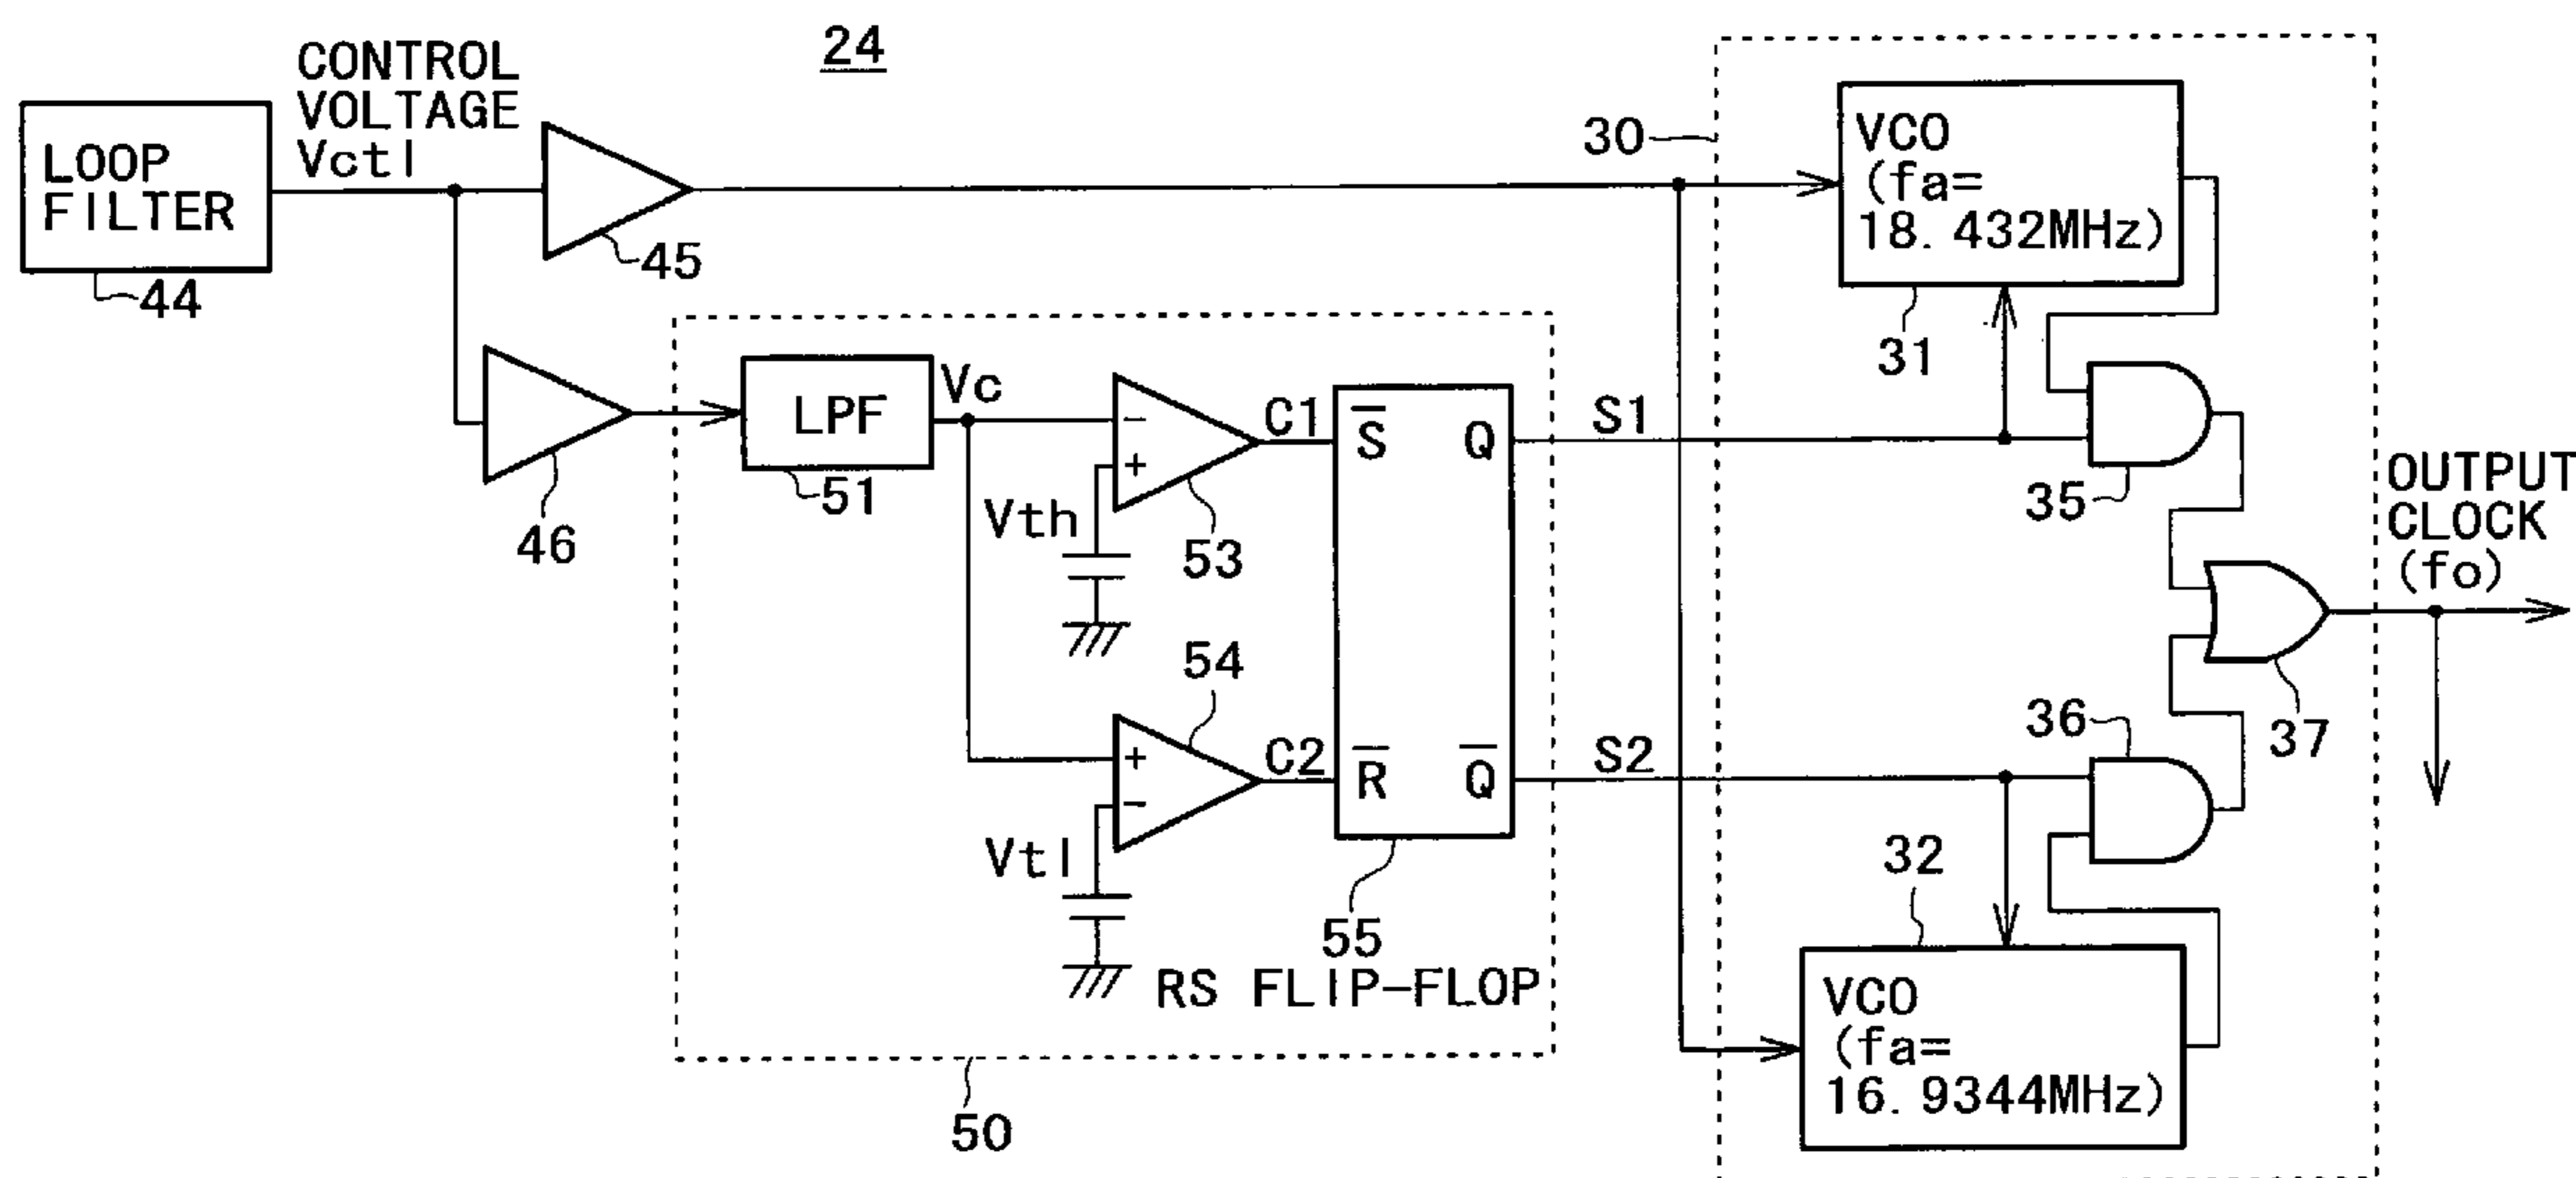 24
CONTROL
VOLTAGE
Vctl
LOOP
FILTER
44
45
46
30
VCO
(fa=
18. 432MHz)
31
LPF
51
Vc
Vth
53
C1
S̅
Q
S1
35
OUTPUT
CLOCK
(fo)
37
54
Vtl
C2
R̅
Q̅
S2
36
55
RS FLIP-FLOP
32
VCO
(fa=
16. 9344MHz)
50
-
+
+
-